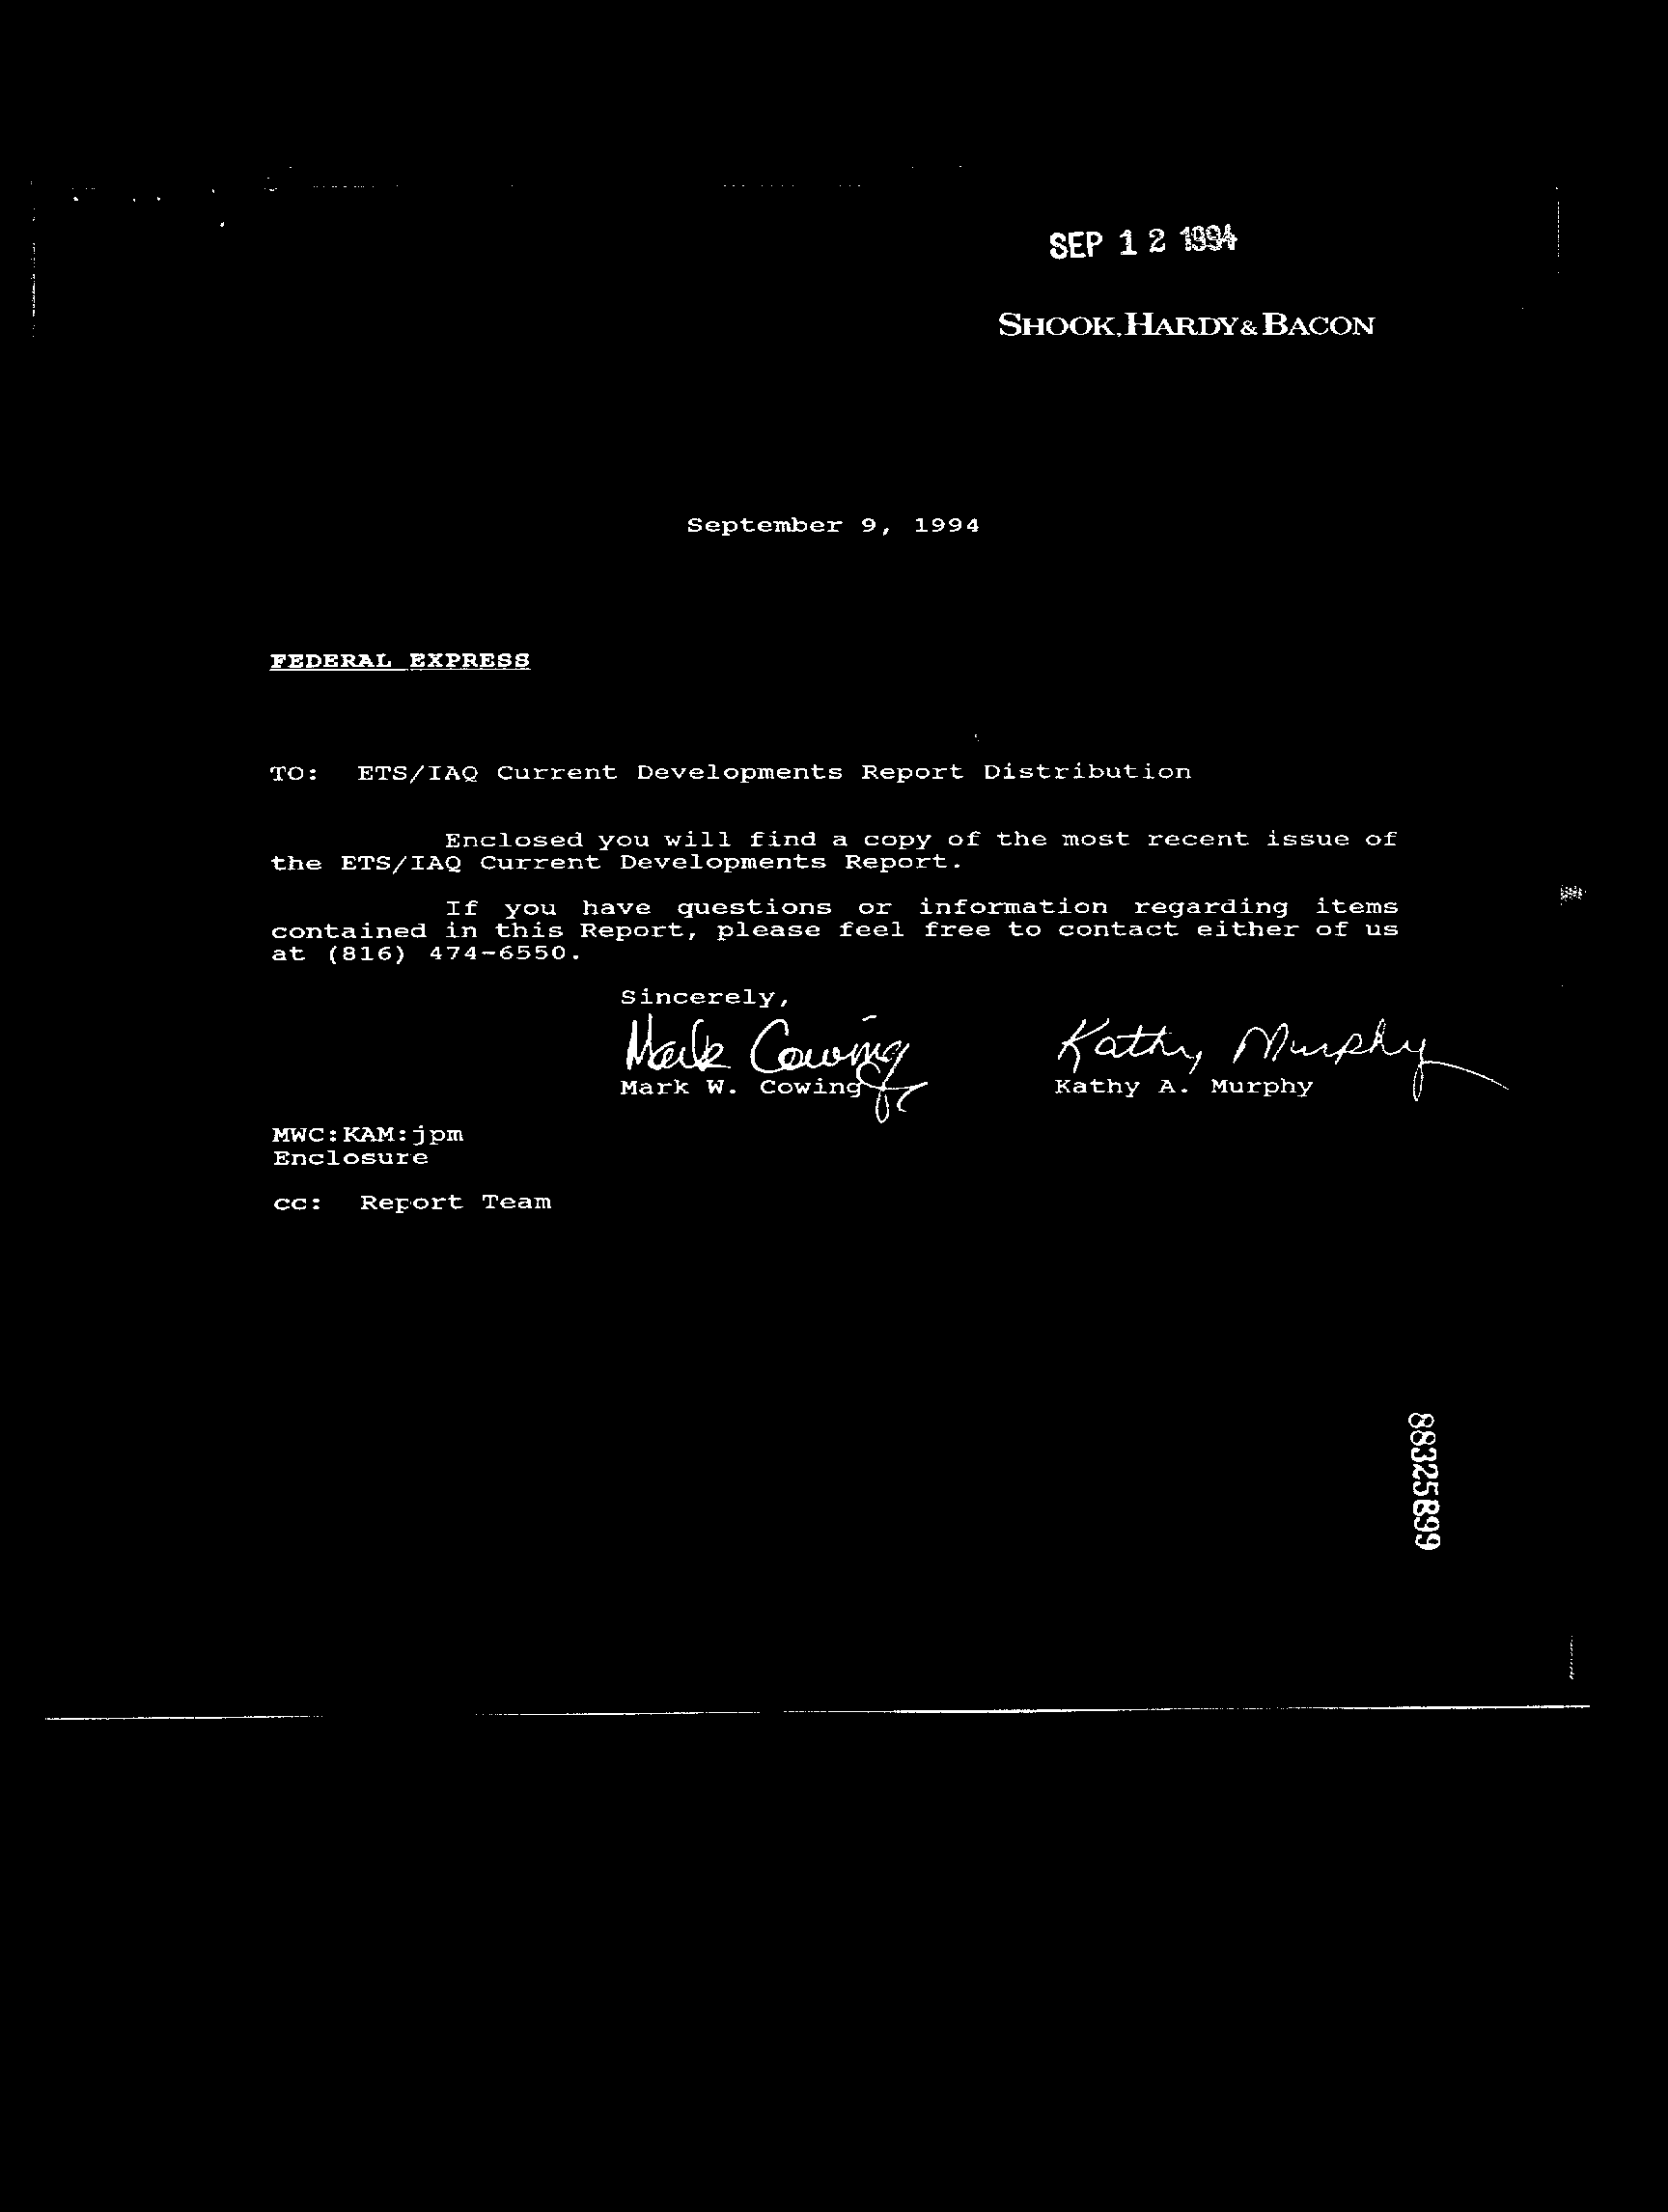 SEP 12 1994
SHOOK, HARDY & BACON
September 9, 1994
FEDERAL EXPRESS
TO: ETS/IAQ Current Developments Report Distribution
Enclosed you will find a copy of the most recent issue of
the ETS/IAQ Current Developments Report.
If you have questions or information regarding items
contained in this Report, please feel free to contact either of us
at (816) 474-6550.
Sincerely,
Mark Cowing Kathy Murphy
Mark W. Cowing Kathy A. Murphy
MWC:KAM:jpm
Enclosure
cc: Report Team
88325899